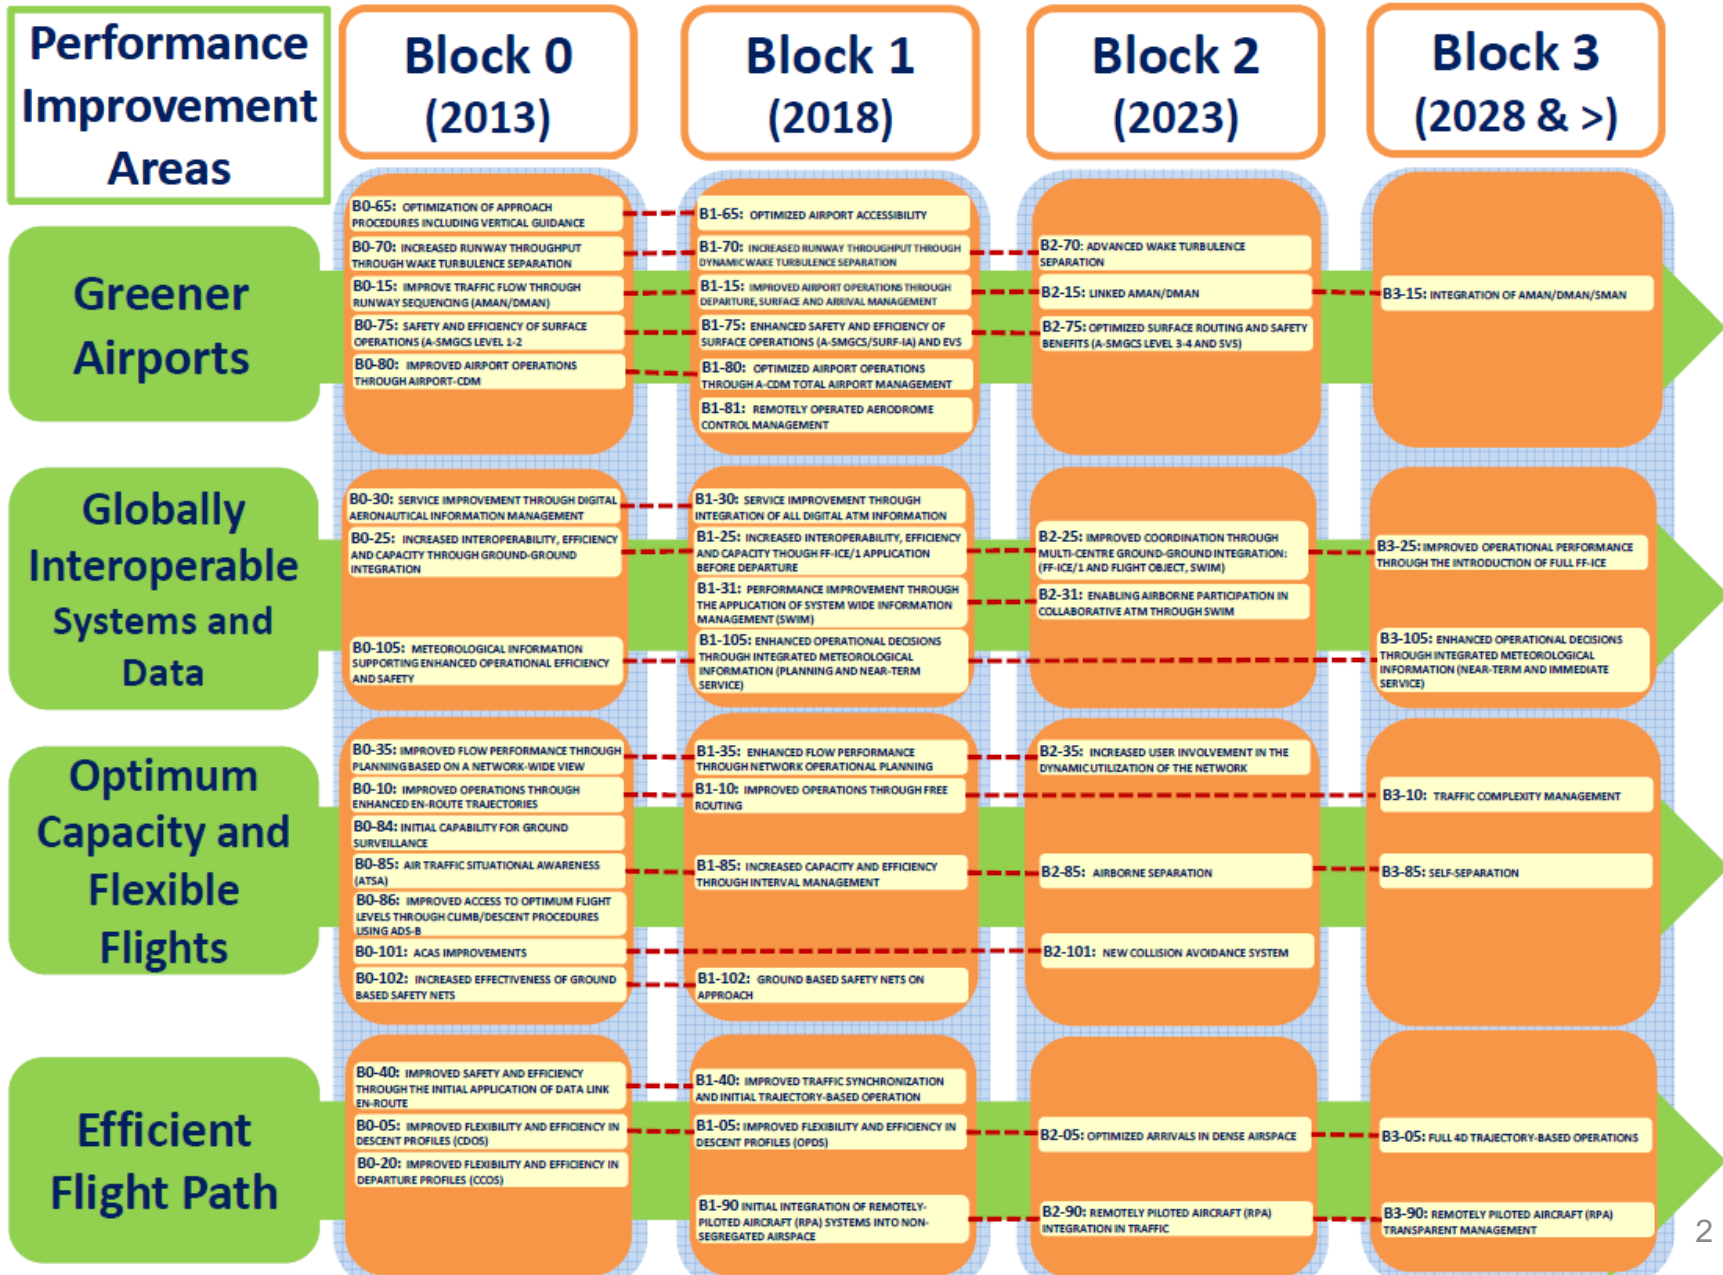 Performance
Improvement
Areas
Block 0
(2013)
Block 1
(2018)
Block 2
(2023)
Block 3
(2028 & >)
Greener
Airports
B0-65: OPTIMIZATION OF APPROACH
PROCEDURES INCLUDING VERTICAL GUIDANCE
B0-70: INCREASED RUNWAY THROUGHPUT
THROUGH WAKE TURBULENCE SEPARATION
B0-15: IMPROVE TRAFFIC FLOW THROUGH
RUNWAY SEQUENCING (AMAN/DMAN)
B0-75: SAFETY AND EFFICIENCY OF SURFACE
OPERATIONS (A-SMGCS LEVEL 1-2
B0-80: IMPROVED AIRPORT OPERATIONS
THROUGH AIRPORT-CDM
B1-65: OPTIMIZED AIRPORT ACCESSIBILITY
B1-70: INCREASED RUNWAY THROUGHPUT THROUGH
DYNAMIC WAKE TURBULENCE SEPARATION
B1-15: IMPROVED AIRPORT OPERATIONS THROUGH
DEPARTURE, SURFACE AND ARRIVAL MANAGEMENT
B1-75: ENHANCED SAFETY AND EFFICIENCY OF
SURFACE OPERATIONS (A-SMGCS/SURF-IA) AND EVS
B1-80: OPTIMIZED AIRPORT OPERATIONS
THROUGH A-CDM TOTAL AIRPORT MANAGEMENT
B1-81: REMOTELY OPERATED AERODROME
CONTROL MANAGEMENT
B2-70: ADVANCED WAKE TURBULENCE
SEPARATION
B2-15: LINKED AMAN/DMAN
B2-75: OPTIMIZED SURFACE ROUTING AND SAFETY
BENEFITS (A-SMGCS LEVEL 3-4 AND SVS)
B3-15: INTEGRATION OF AMAN/DMAN/SMAN
Globally
Interoperable
Systems and
Data
B0-30: SERVICE IMPROVEMENT THROUGH DIGITAL
AERONAUTICAL INFORMATION MANAGEMENT
B0-25: INCREASED INTEROPERABILITY, EFFICIENCY
AND CAPACITY THROUGH GROUND-GROUND
INTEGRATION
B0-105: METEOROLOGICAL INFORMATION
SUPPORTING ENHANCED OPERATIONAL EFFICIENCY
AND SAFETY
B1-30: SERVICE IMPROVEMENT THROUGH
INTEGRATION OF ALL DIGITAL ATM INFORMATION
B1-25: INCREASED INTEROPERABILITY, EFFICIENCY
AND CAPACITY THOUGH FF-ICE/1 APPLICATION
BEFORE DEPARTURE
B1-31: PERFORMANCE IMPROVEMENT THROUGH
THE APPLICATION OF SYSTEM WIDE INFORMATION
MANAGEMENT (SWIM)
B1-105: ENHANCED OPERATIONAL DECISIONS
THROUGH INTEGRATED METEOROLOGICAL
INFORMATION (PLANNING AND NEAR-TERM
SERVICE)
B2-25: IMPROVED COORDINATION THROUGH
MULTI-CENTRE GROUND-GROUND INTEGRATION:
(FF-ICE/1 AND FLIGHT OBJECT, SWIM)
B2-31: ENABLING AIRBORNE PARTICIPATION IN
COLLABORATIVE ATM THROUGH SWIM
B3-25: IMPROVED OPERATIONAL PERFORMANCE
THROUGH THE INTRODUCTION OF FULL FF-ICE
B3-105: ENHANCED OPERATIONAL DECISIONS
THROUGH INTEGRATED METEOROLOGICAL
INFORMATION (NEAR-TERM AND IMMEDIATE
SERVICE)
Optimum
Capacity and
Flexible
Flights
B0-35: IMPROVED FLOW PERFORMANCE THROUGH
PLANNING BASED ON A NETWORK-WIDE VIEW
B0-10: IMPROVED OPERATIONS THROUGH
ENHANCED EN-ROUTE TRAJECTORIES
B0-84: INITIAL CAPABILITY FOR GROUND
SURVEILLANCE
B0-85: AIR TRAFFIC SITUATIONAL AWARENESS
(ATSA)
B0-86: IMPROVED ACCESS TO OPTIMUM FLIGHT
LEVELS THROUGH CLIMB/DESCENT PROCEDURES
USING ADS-B
B0-101: ACAS IMPROVEMENTS
B0-102: INCREASED EFFECTIVENESS OF GROUND
BASED SAFETY NETS
B1-35: ENHANCED FLOW PERFORMANCE
THROUGH NETWORK OPERATIONAL PLANNING
B1-10: IMPROVED OPERATIONS THROUGH FREE
ROUTING
B1-85: INCREASED CAPACITY AND EFFICIENCY
THROUGH INTERVAL MANAGEMENT
B1-102: GROUND BASED SAFETY NETS ON
APPROACH
B2-35: INCREASED USER INVOLVEMENT IN THE
DYNAMIC UTILIZATION OF THE NETWORK
B2-85: AIRBORNE SEPARATION
B2-101: NEW COLLISION AVOIDANCE SYSTEM
B3-10: TRAFFIC COMPLEXITY MANAGEMENT
B3-85: SELF-SEPARATION
Efficient
Flight Path
B0-40: IMPROVED SAFETY AND EFFICIENCY
THROUGH THE INITIAL APPLICATION OF DATA LINK
EN-ROUTE
B0-05: IMPROVED FLEXIBILITY AND EFFICIENCY IN
DESCENT PROFILES (CDOS)
B0-20: IMPROVED FLEXIBILITY AND EFFICIENCY IN
DEPARTURE PROFILES (CCOS)
B1-40: IMPROVED TRAFFIC SYNCHRONIZATION
AND INITIAL TRAJECTORY-BASED OPERATION
B1-05: IMPROVED FLEXIBILITY AND EFFICIENCY IN
DESCENT PROFILES (OPDS)
B1-90 INITIAL INTEGRATION OF REMOTELY-
PILOTED AIRCRAFT (RPA) SYSTEMS INTO NON-
SEGREGATED AIRSPACE
B2-05: OPTIMIZED ARRIVALS IN DENSE AIRSPACE
B2-90: REMOTELY PILOTED AIRCRAFT (RPA)
INTEGRATION IN TRAFFIC
B3-05: FULL 4D TRAJECTORY-BASED OPERATIONS
B3-90: REMOTELY PILOTED AIRCRAFT (RPA)
TRANSPARENT MANAGEMENT
2